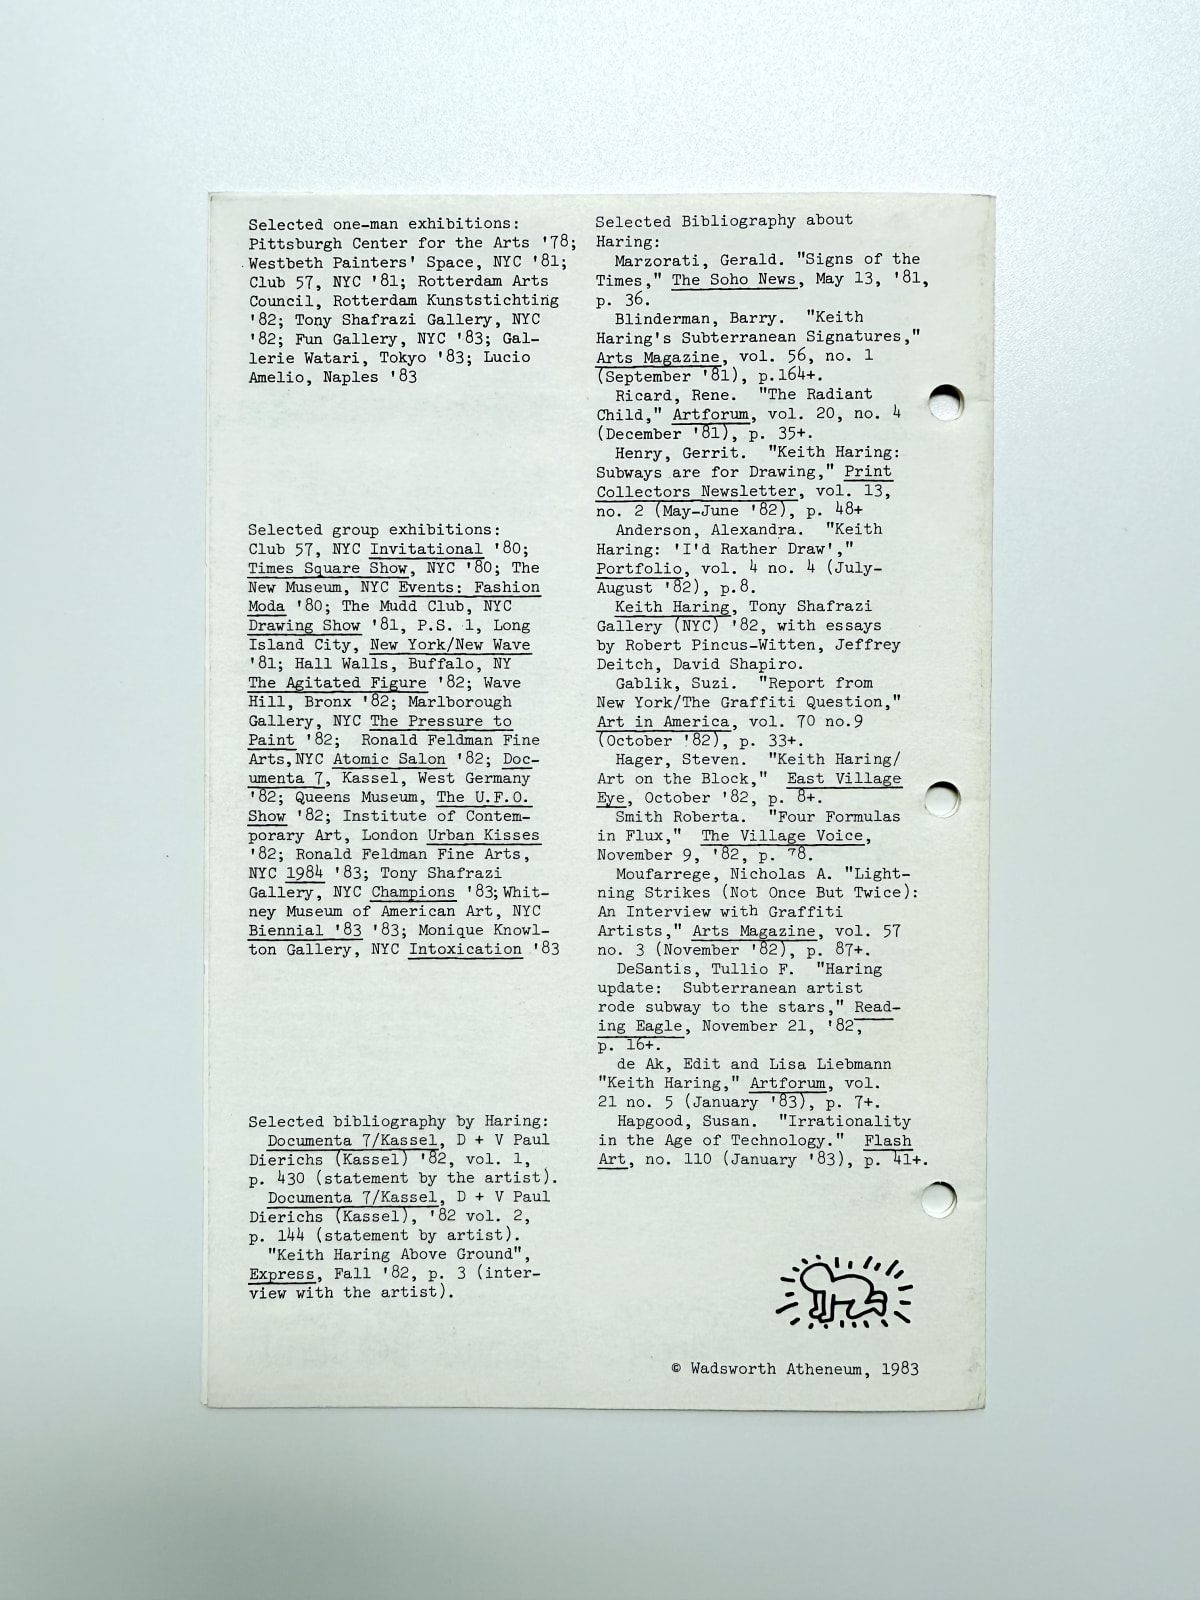 Selected one-man exhibitions:
Pittsburgh Center for the Arts '78;
Westbeth Painters' Space, NYC '81;
Club 57, NYC '81; Rotterdam Arts
Council, Rotterdam Kunststichting
'82; Tony Shafrazi Gallery, NYC
'82; Fun Gallery, NYC '83; Gal-
lerie Watari, Tokyo '83; Lucio
Amelio, Naples '83
Selected group exhibitions:
Club 57, NYC Invitational '80;
Times Square Show, NYC '80; The
New Museum, NYC Events: Fashion
Moda '80; The Mudd Club, NYC
Drawing Show '81, P.S. 1, Long
Island City, New York/New Wave
'81; Hall Walls, Buffalo, NY
The Agitated Figure '82; Wave
Hill, Bronx '82; Marlborough
Gallery, NYC The Pressure to
Paint '82;  Ronald Feldman Fine
Arts,NYC Atomic Salon '82; Doc-
umenta 7, Kassel, West Germany
'82; Queens Museum, The U.F.O.
Show '82; Institute of Contem-
porary Art, London Urban Kisses
'82; Ronald Feldman Fine Arts,
NYC 1984 '83; Tony Shafrazi
Gallery, NYC Champions '83;Whit-
ney Museum of American Art, NYC
Biennial '83 '83; Monique Knowl-
ton Gallery, NYC Intoxication '83
Selected bibliography by Haring:
Documenta 7/Kassel, D + V Paul
Dierichs (Kassel) '82, vol. 1,
p. 430 (statement by the artist).
Documenta 7/Kassel, D + V Paul
Dierichs (Kassel), '82 vol. 2,
p. 144 (statement by artist).
"Keith Haring Above Ground",
Express, Fall '82, p. 3 (inter-
view with the artist).
Selected Bibliography about
Haring:
Marzorati, Gerald. "Signs of the
Times," The Soho News, May 13, '81,
p. 36.
Blinderman, Barry.  "Keith
Haring's Subterranean Signatures,"
Arts Magazine, vol. 56, no. 1
(September '81), p.164+.
Ricard, Rene.  "The Radiant
Child," Artforum, vol. 20, no. 4
(December '81), p. 35+.
Henry, Gerrit.  "Keith Haring:
Subways are for Drawing," Print
Collectors Newsletter, vol. 13,
no. 2 (May-June '82), p. 48+
Anderson, Alexandra.  "Keith
Haring: 'I'd Rather Draw',"
Portfolio, vol. 4 no. 4 (July-
August '82), p.8.
Keith Haring, Tony Shafrazi
Gallery (NYC) '82, with essays
by Robert Pincus-Witten, Jeffrey
Deitch, David Shapiro.
Gablik, Suzi.  "Report from
New York/The Graffiti Question,"
Art in America, vol. 70 no.9
(October '82), p. 33+.
Hager, Steven.  "Keith Haring/
Art on the Block,"  East Village
Eye, October '82, p. 8+.
Smith Roberta.  "Four Formulas
in Flux,"  The Village Voice,
November 9, '82, p. 78.
Moufarrege, Nicholas A. "Light-
ning Strikes (Not Once But Twice):
An Interview with Graffiti
Artists," Arts Magazine, vol. 57
no. 3 (November '82), p. 87+.
DeSantis, Tullio F.  "Haring
update:  Subterranean artist
rode subway to the stars," Read-
ing Eagle, November 21, '82,
p. 16+.
de Ak, Edit and Lisa Liebmann
"Keith Haring," Artforum, vol.
21 no. 5 (January '83), p. 7+.
Hapgood, Susan.  "Irrationality
in the Age of Technology."  Flash
Art, no. 110 (January '83), p. 41+.
© Wadsworth Atheneum, 1983